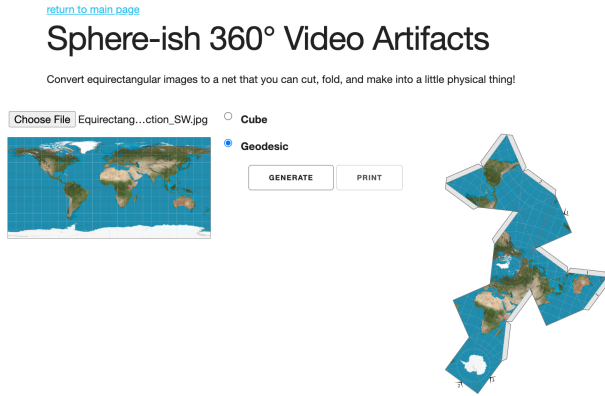 return to main page
Sphere-ish 360° Video Artifacts
Convert equirectangular images to a net that you can cut, fold, and make into a little physical thing!
Choose File Equirectang…ction_SW.jpg
Cube
Geodesic
GENERATE PRINT